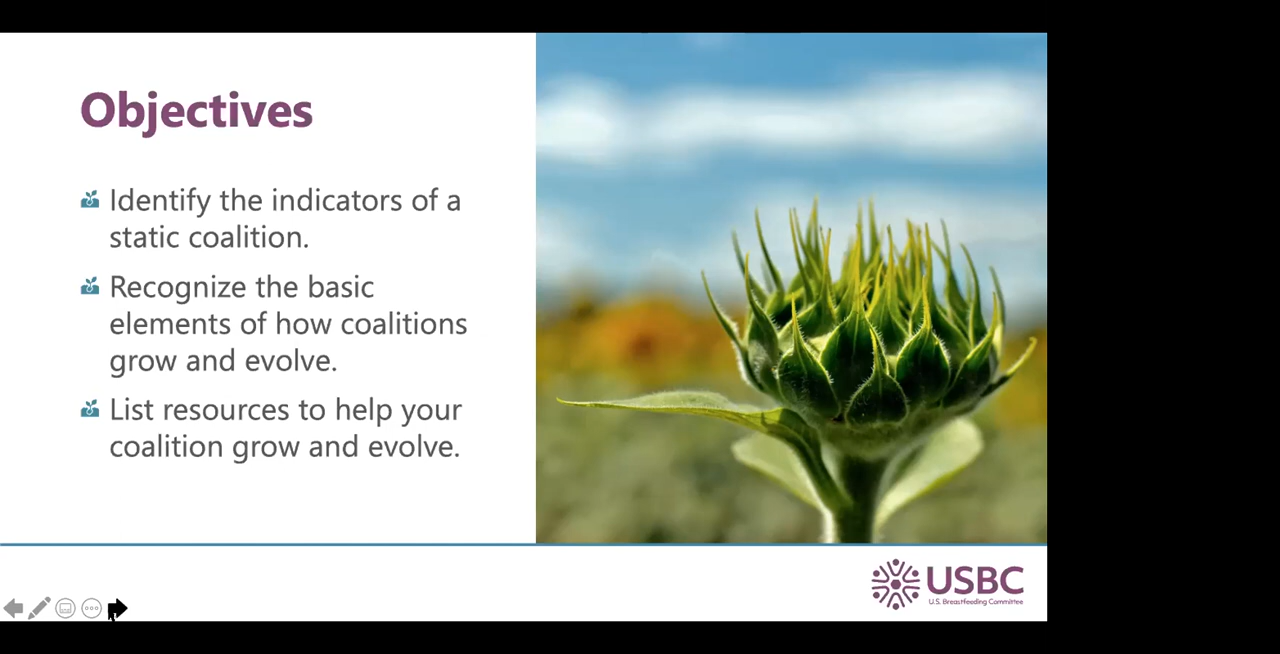 Objectives
Identify the indicators of a
static coalition.
Recognize the basic
elements of how coalitions
grow and evolve.
List resources to help your
coalition grow and evolve.
USBC
U.S. Breastfeeding Committee